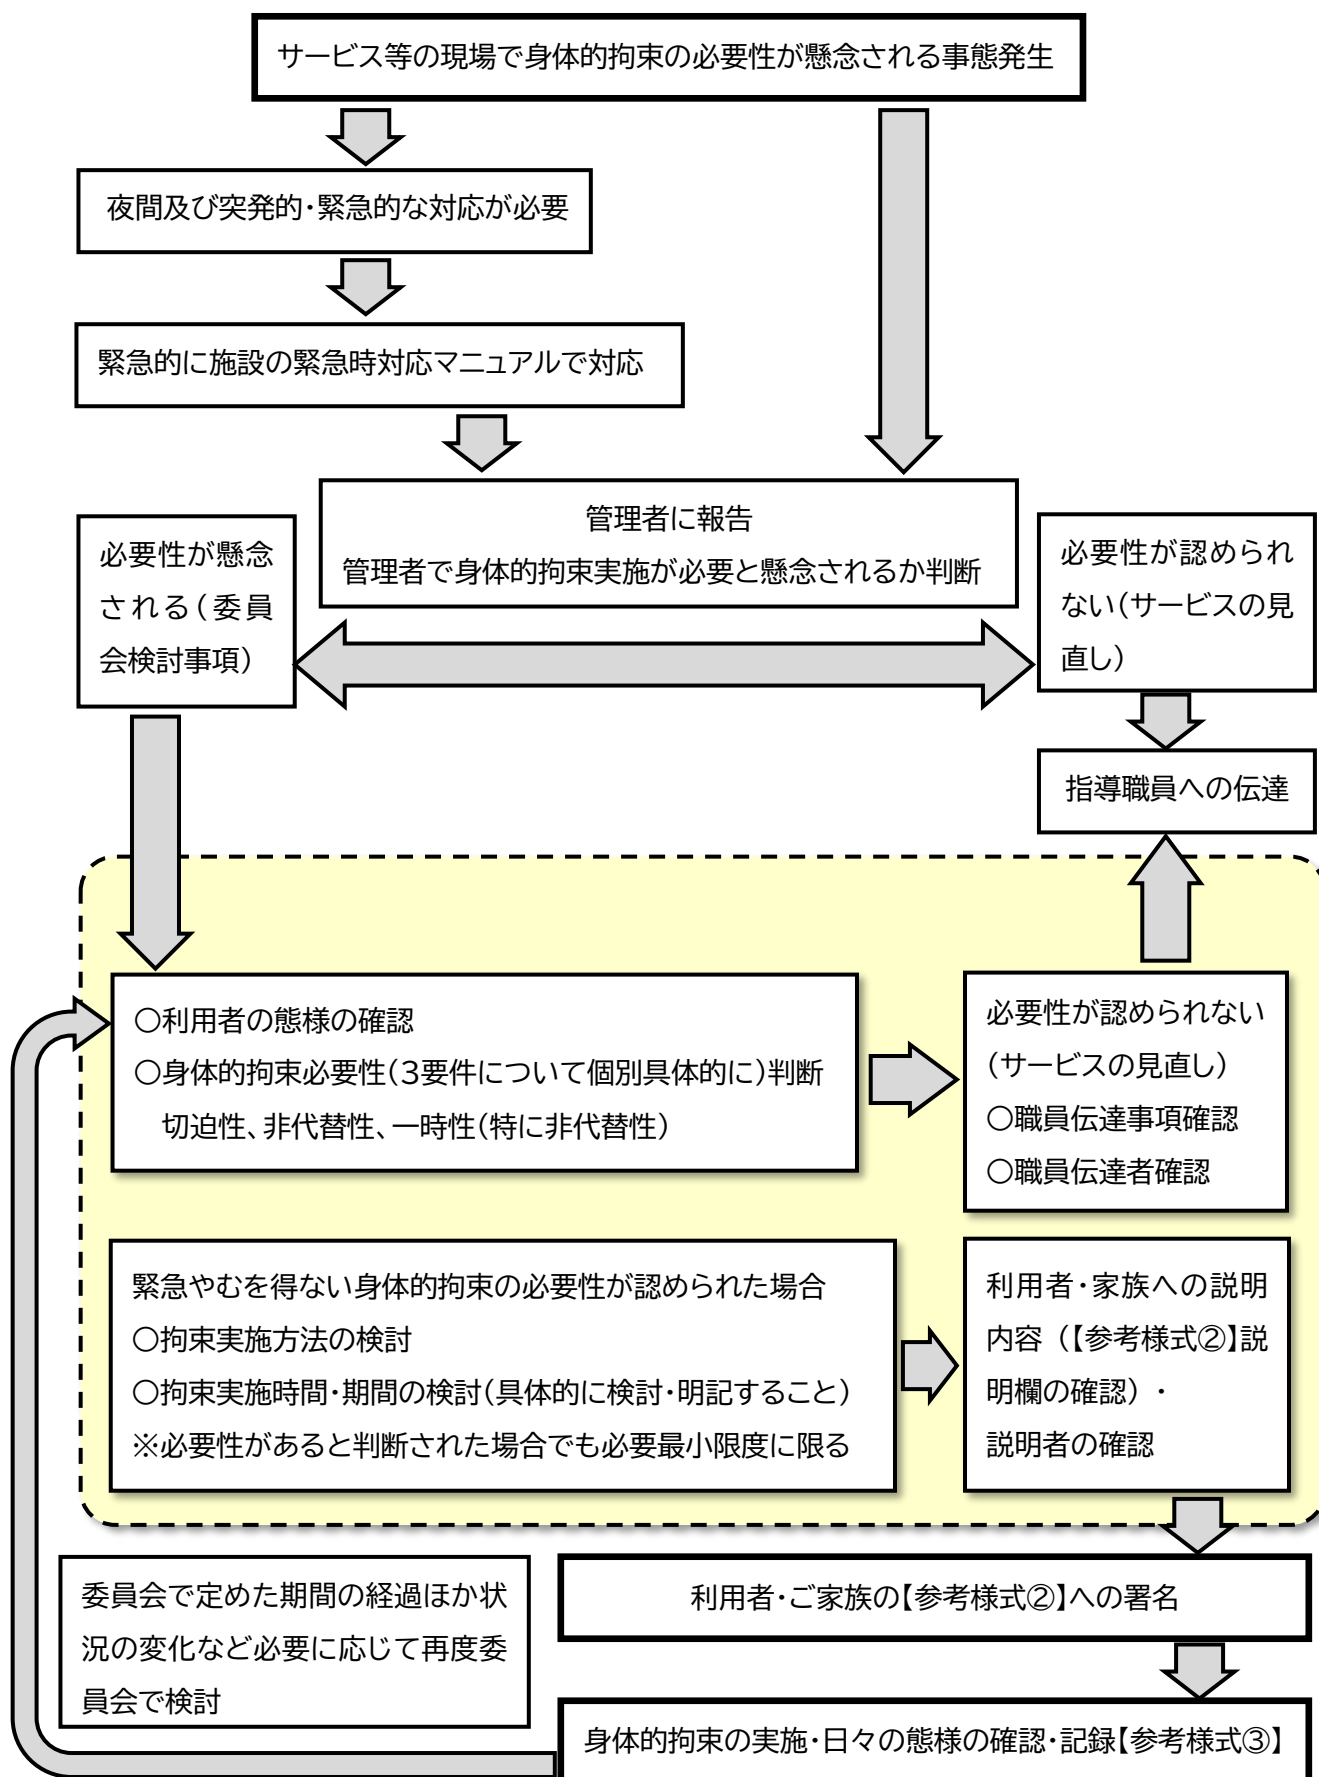 サービス等の現場で身体的拘束の必要性が懸念される事態発生
夜間及び突発的・緊急的な対応が必要
緊急的に施設の緊急時対応マニュアルで対応
管理者に報告
管理者で身体的拘束実施が必要と懸念されるか判断
必要性が懸念
される（委員
会検討事項）
必要性が認められ
ない（サービスの見
直し）
指導職員への伝達
○利用者の態様の確認
○身体的拘束必要性（３要件について個別具体的に）判断
切迫性、非代替性、一時性（特に非代替性）
必要性が認められない
（サービスの見直し）
○職員伝達事項確認
○職員伝達者確認
緊急やむを得ない身体的拘束の必要性が認められた場合
○拘束実施方法の検討
○拘束実施時間・期間の検討（具体的に検討・明記すること）
※必要性があると判断された場合でも必要最小限度に限る
利用者・家族への説明
内容（【参考様式②】説
明欄の確認）・
説明者の確認
利用者・ご家族の【参考様式②】への署名
委員会で定めた期間の経過ほか状
況の変化など必要に応じて再度委
員会で検討
身体的拘束の実施・日々の態様の確認・記録【参考様式③】